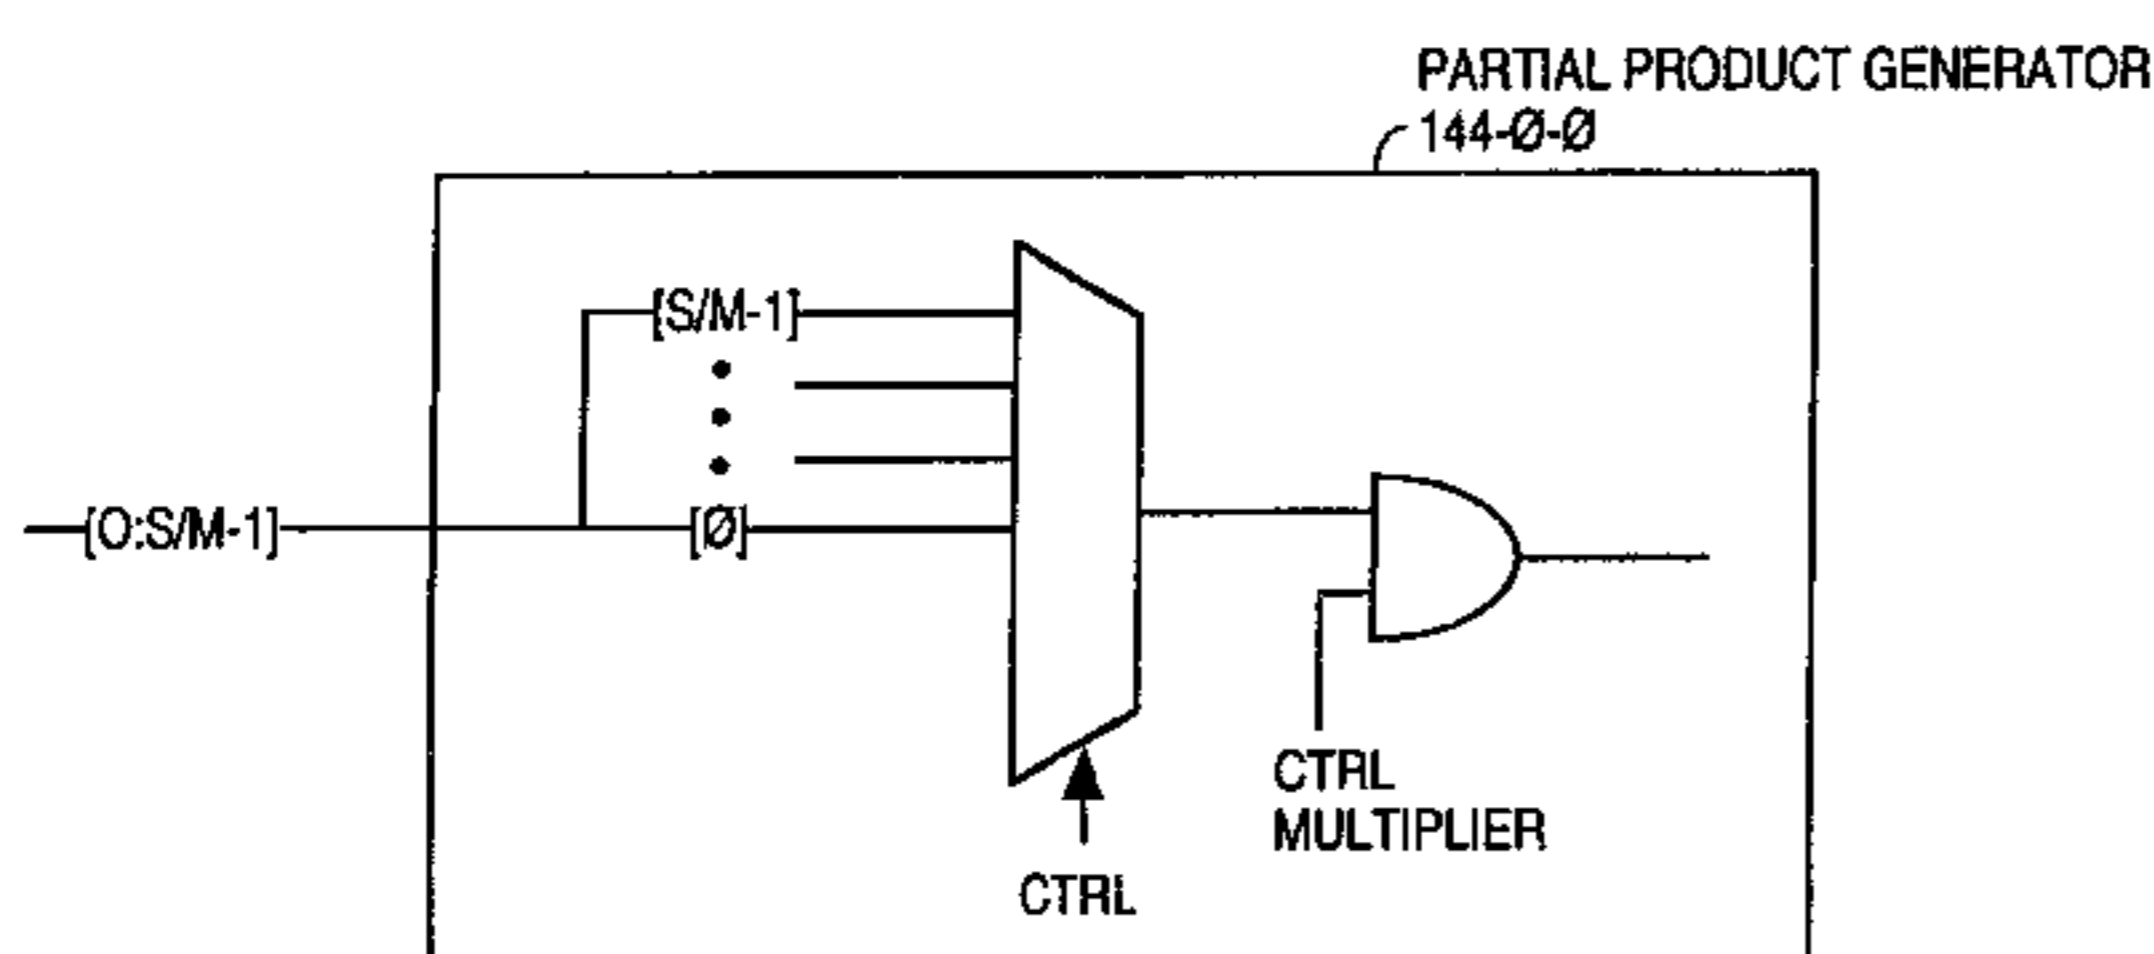 PARTIAL PRODUCT GENERATOR
144-Ø-Ø
[S/M-1]
[O:S/M-1]
[Ø]
CTRL
MULTIPLIER
CTRL